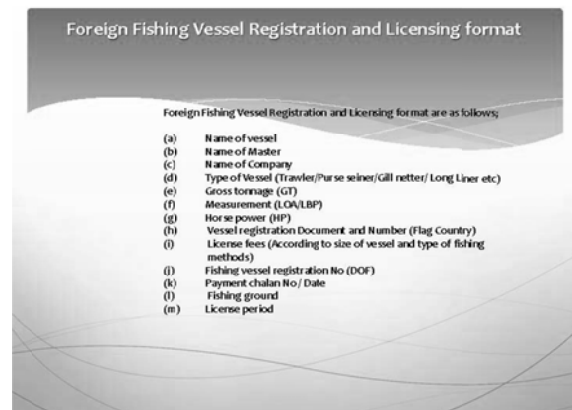 Foreign Fishing Vessel Registration and Licensing format
Foreign Fishing Vessel Registration and Licensing format are as follows;
(a) Name of vessel
(b) Name of Master
(c) Name of Company
(d) Type of Vessel (Trawler/Purse seiner/Gill netter/ Long Liner etc)
(e) Gross tonnage (GT)
(f) Measurement (LOA/LBP)
(g) Horse power (HP)
(h) Vessel registration Document and Number (Flag Country)
(i) License fees (According to size of vessel and type of fishing
methods)
(j) Fishing vessel registration No (DOF)
(k) Payment chalan No / Date
(l) Fishing ground
(m) License period